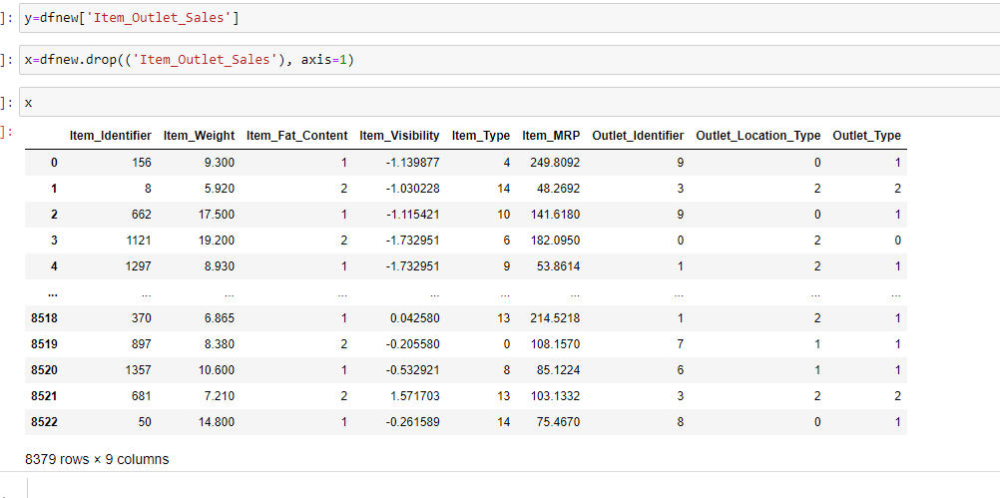 ]: y=dfnew['Item_Outlet_Sales']
]: x=dfnew.drop(('Item_Outlet_Sales'), axis=1)
]: x
]:
Item_Identifier Item_Weight Item_Fat_Content Item_Visibility Item_Type Item_MRP Outlet_Identifier Outlet_Location_Type Outlet_Type
0 156 9.300 1 -1.139877 4 249.8092 9 0 1
1 8 5.920 2 -1.030228 14 48.2692 3 2 2
2 662 17.500 1 -1.115421 10 141.6180 9 0 1
3 1121 19.200 2 -1.732951 6 182.0950 0 2 0
4 1297 8.930 1 -1.732951 9 53.8614 1 2 1
... ... ... ... ... ... ... ... ... ...
8518 370 6.865 1 0.042580 13 214.5218 1 2 1
8519 897 8.380 2 -0.205580 0 108.1570 7 1 1
8520 1357 10.600 1 -0.532921 8 85.1224 6 1 1
8521 681 7.210 2 1.571703 13 103.1332 3 2 2
8522 50 14.800 1 -0.261589 14 75.4670 8 0 1
8379 rows × 9 columns